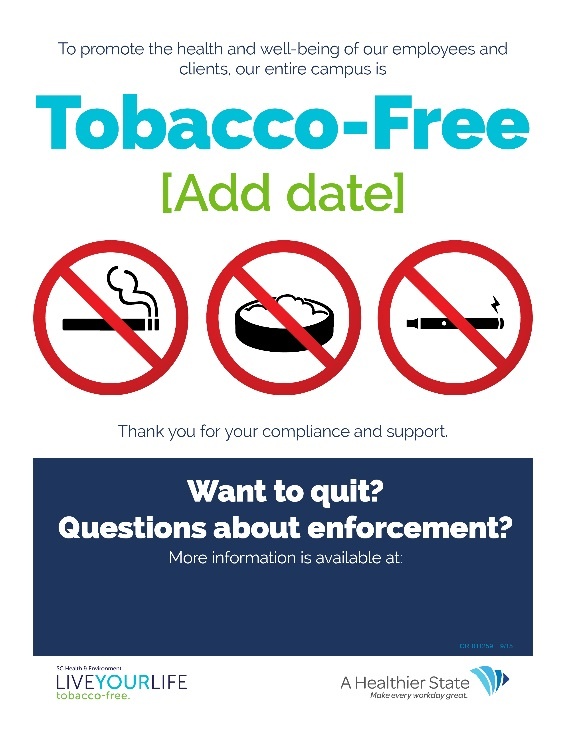 To promote the health and well-being of our employees and
clients, our entire campus is
Tobacco-Free
[Add date]
Thank you for your compliance and support.
Want to quit?
Questions about enforcement?
More information is available at:
SC Health & Environment
LIVEYOURLIFE
tobacco-free.
A Healthier State
Make every workday great.